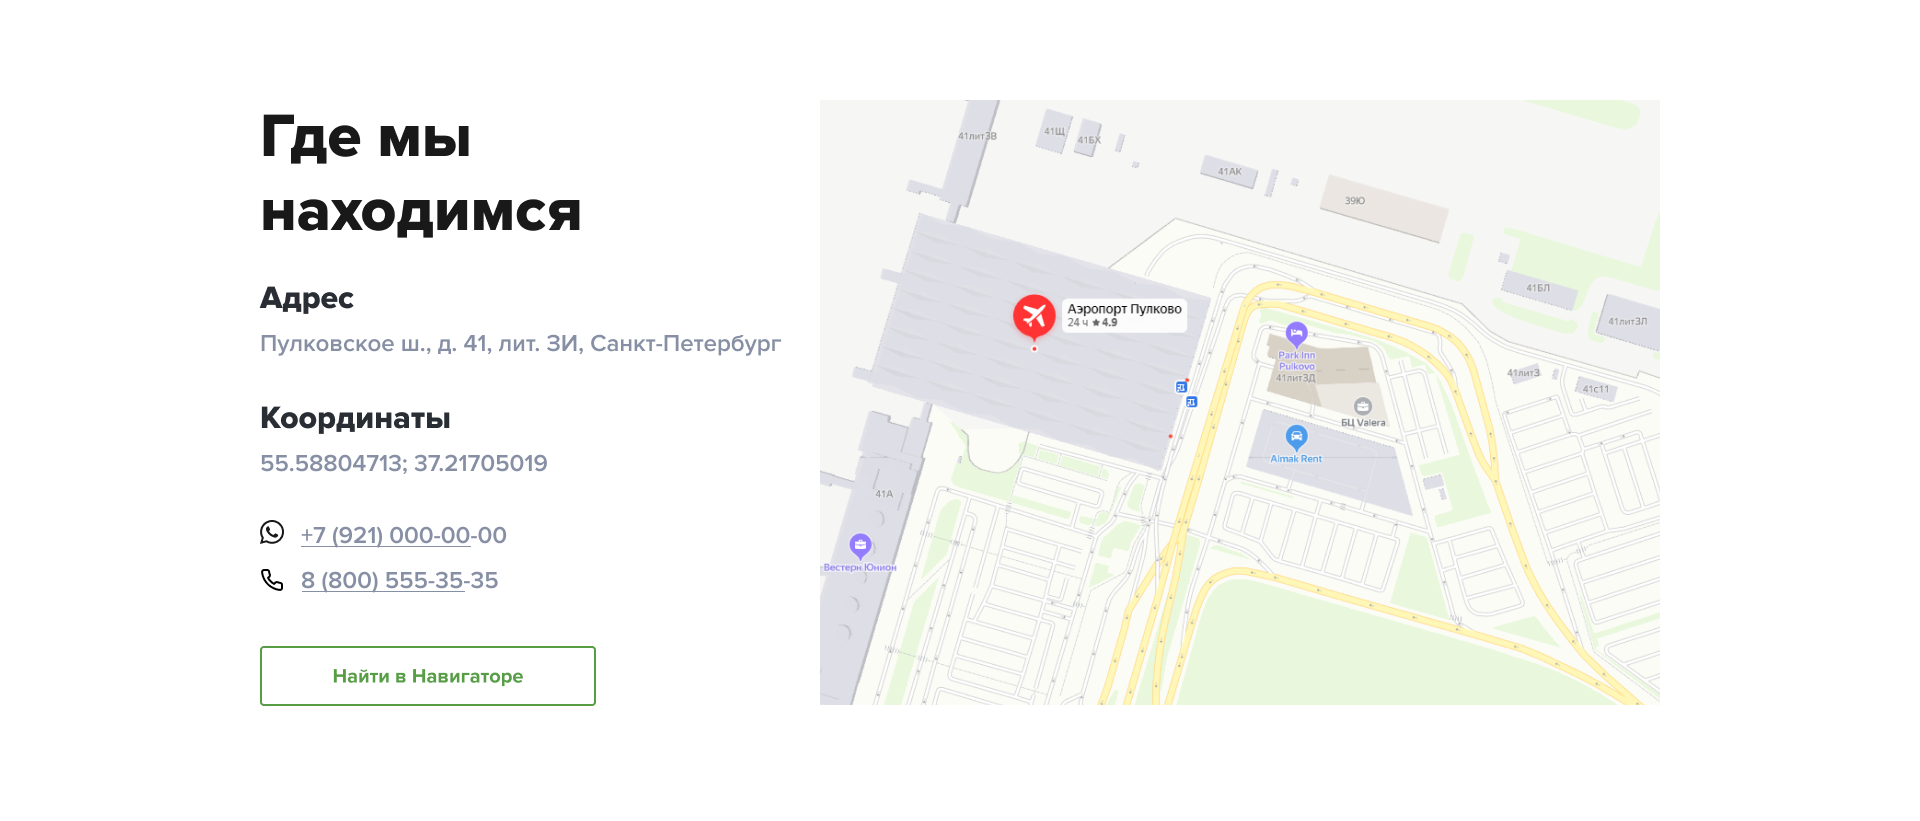 Где мы
находимся
Адрес
Пулковское ш., д. 41, лит. ЗИ, Санкт-Петербург
Координаты
55.58804713; 37.21705019
+7 (921) 000-00-00
8 (800) 555-35-35
Найти в Навигаторе
41литЗВ
41Щ
41БХ
41АК
39Ю
41БЛ
41литЗЛ
Аэропорт Пулково
24 ч ★ 4.9
Park Inn
Pulkovo
41литЗД
41литЗ
41с11
БЦ Valera
Almak Rent
41А
Вестерн Юнион